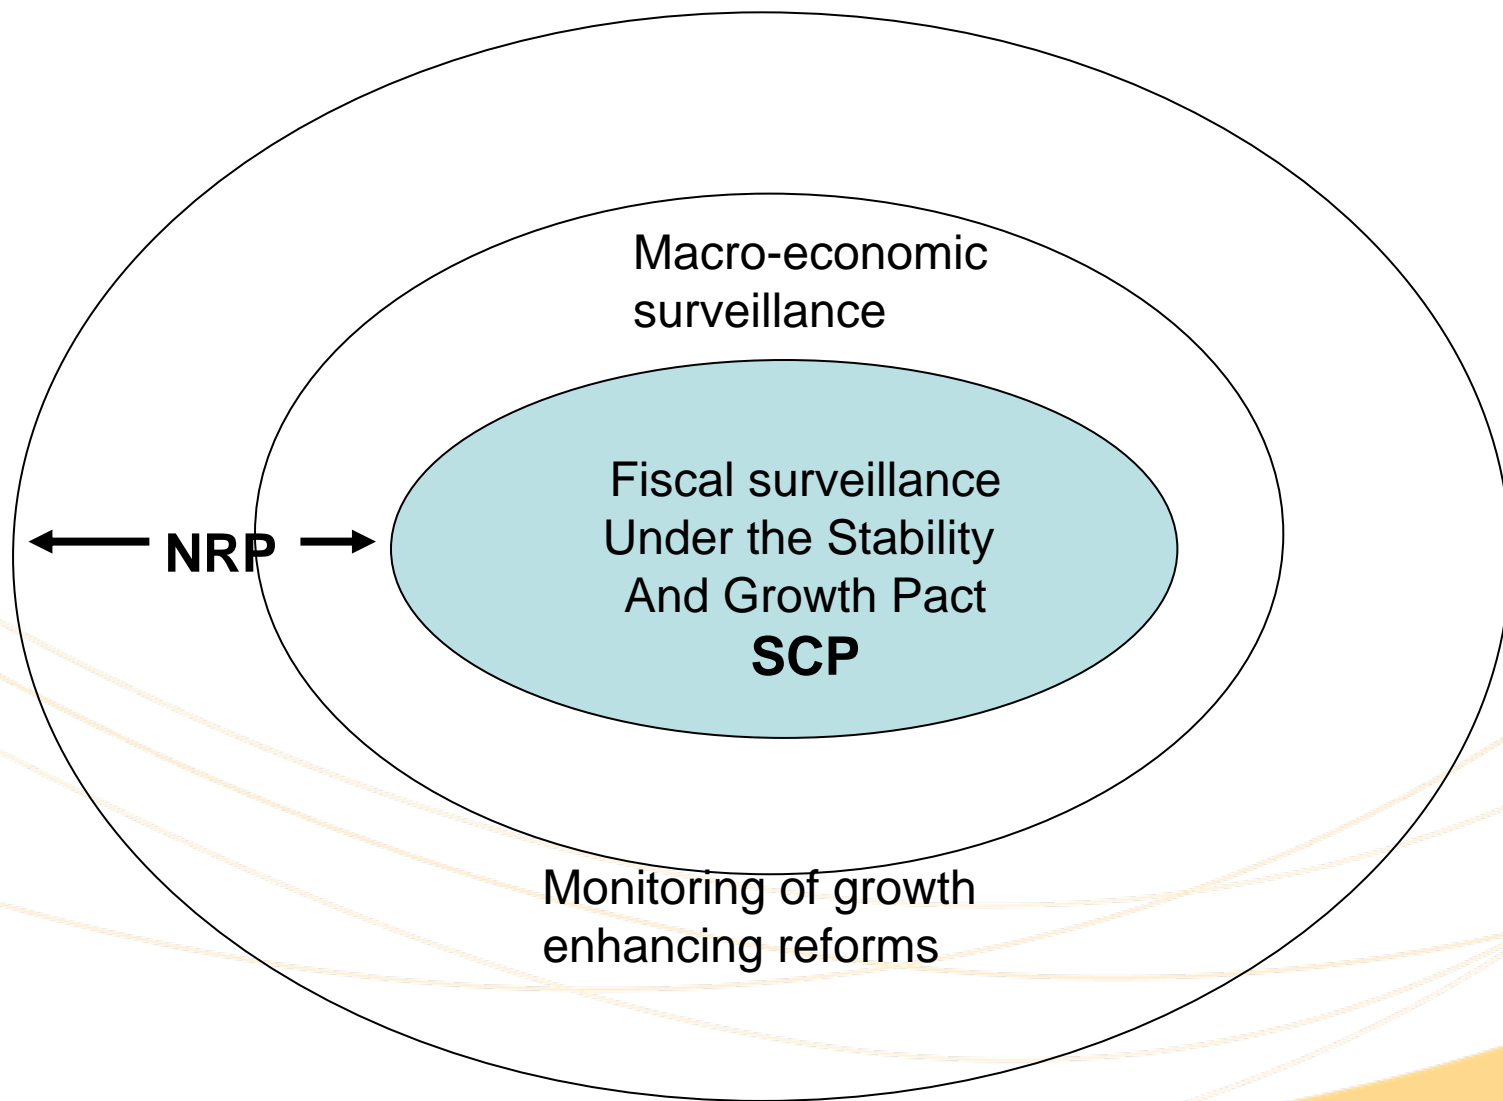 Macro-economic
surveillance
Fiscal surveillance
Under the Stability
And Growth Pact
SCP
NRP
Monitoring of growth
enhancing reforms